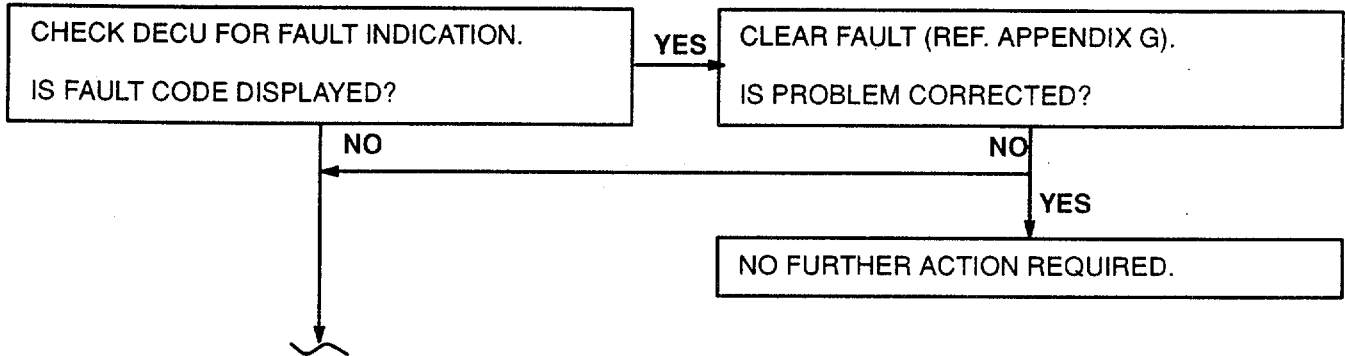 CHECK DECU FOR FAULT INDICATION.
IS FAULT CODE DISPLAYED?
YES
CLEAR FAULT (REF. APPENDIX G).
IS PROBLEM CORRECTED?
NO
NO
YES
NO FURTHER ACTION REQUIRED.